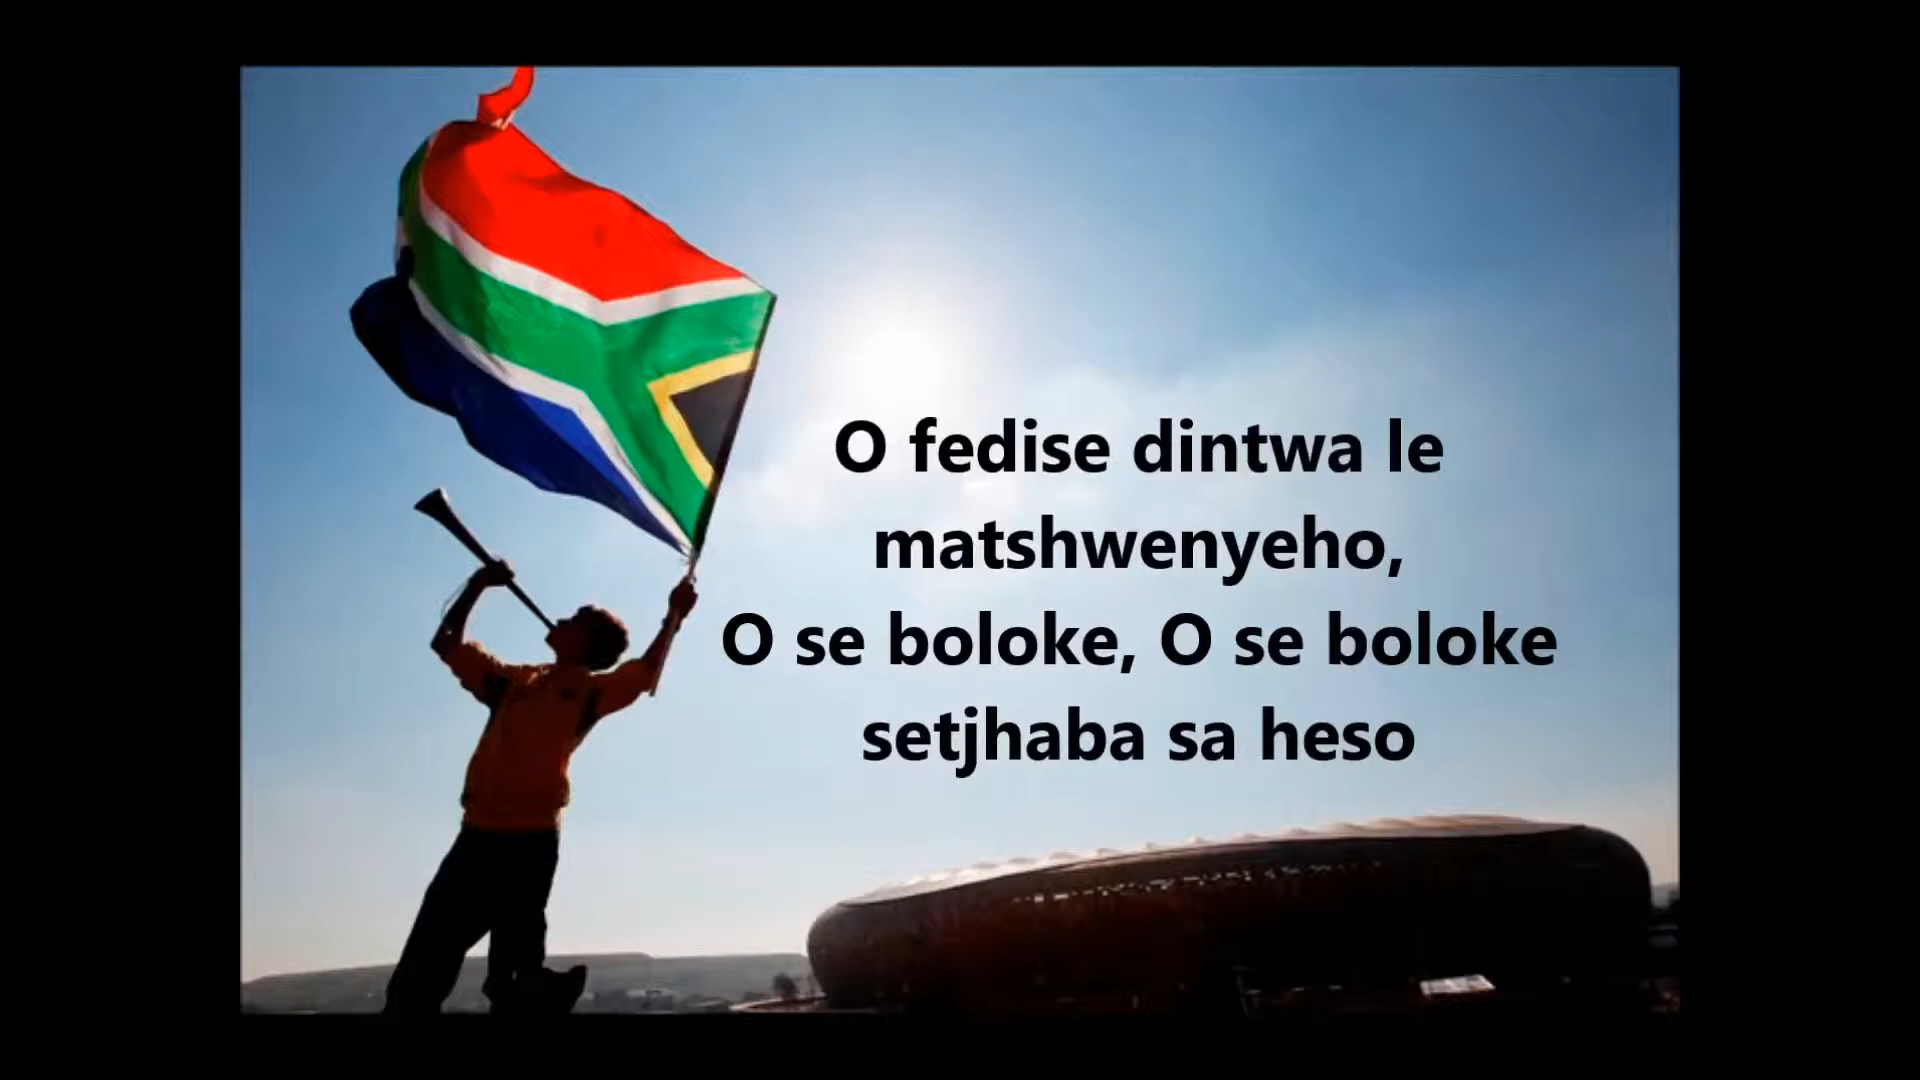 O fedise dintwa le
matshwenyeho,
O se boloke, O se boloke
setjhaba sa heso